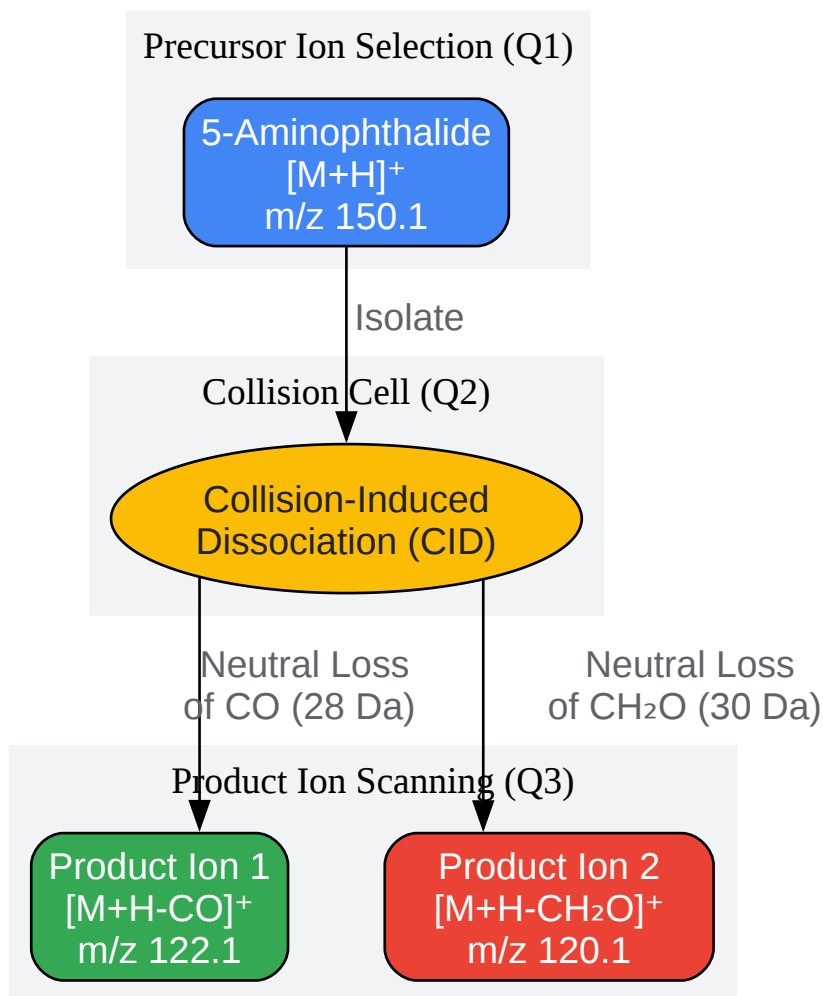 Precursor Ion Selection (Q1)
5-Aminophthalide
[M+H]⁺
m/z 150.1
Isolate
Collision Cell (Q2)
Collision-Induced
Dissociation (CID)
Neutral Loss
of CO (28 Da)
Neutral Loss
of CH₂O (30 Da)
Product Ion Scanning (Q3)
Product Ion 1
[M+H-CO]⁺
m/z 122.1
Product Ion 2
[M+H-CH₂O]⁺
m/z 120.1